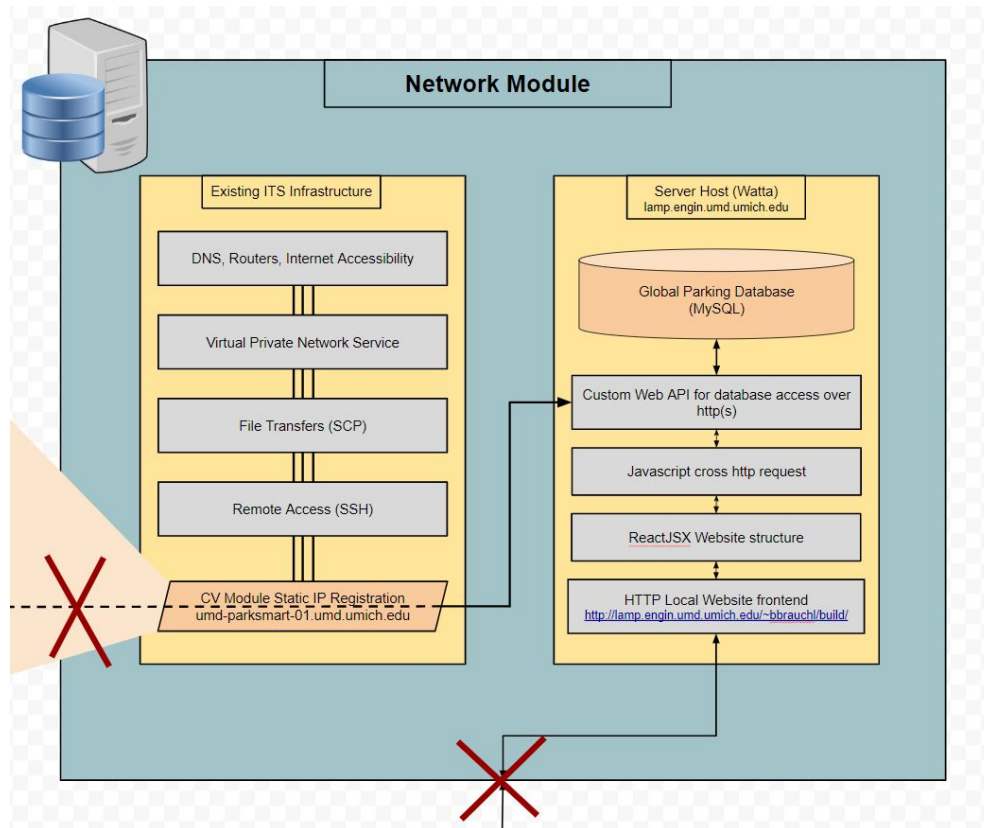 Network Module
Existing ITS Infrastructure
DNS, Routers, Internet Accessibility
Virtual Private Network Service
File Transfers (SCP)
Remote Access (SSH)
CV Module Static IP Registration
umd-parksmart-01.umd.umich.edu
Server Host (Watta)
lamp.engin.umd.umich.edu
Global Parking Database
(MySQL)
Custom Web API for database access over
http(s)
Javascript cross http request
ReactJSX Website structure
HTTP Local Website frontend
http://lamp.engin.umd.umich.edu/~bbrauchl/build/